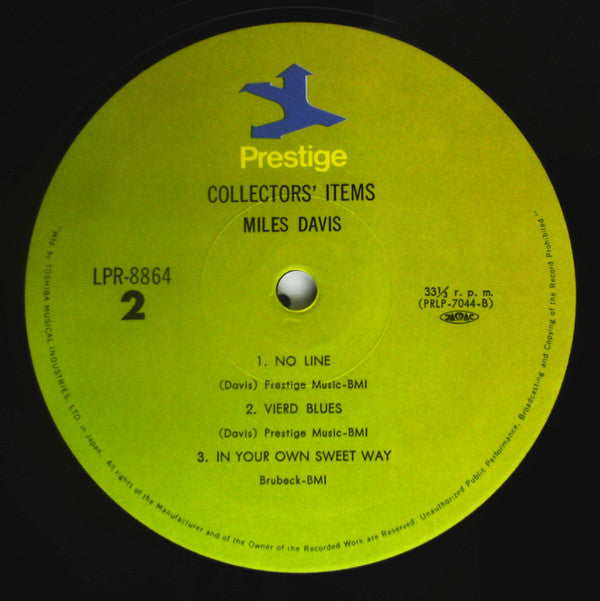 Prestige
COLLECTORS' ITEMS
MILES DAVIS
LPR-8864
2
33⅓ r. p. m.
(PRLP-7044-B)
JASRAC
1. NO LINE
(Davis) Prestige Music-BMI
2. VIERD BLUES
(Davis) Prestige Music-BMI
3. IN YOUR OWN SWEET WAY
Brubeck-BMI
"Mfd. by TOSHIBA MUSICAL INDUSTRIES, LTD. in Japan. All rights of the Manufacturer and of the Owner of the Recorded Work are Reserved. Unauthorized Public Performance, Broadcasting and Copying of the Record Prohibited."